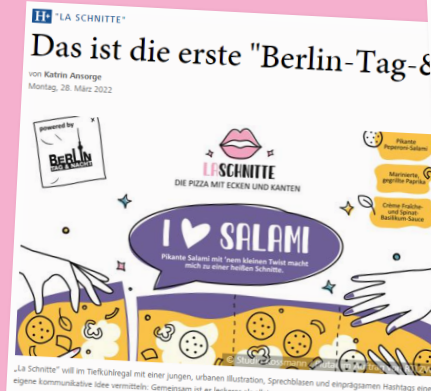 H+ "LA SCHNITTE"
Das ist die erste "Berlin-Tag-&
von Katrin Ansorge
Montag, 28. März 2022
powered by
BERLIN
TAG & NACHT
LASCHNITTE
DIE PIZZA MIT ECKEN UND KANTEN
Pikante
Peperoni-Salami
Marinierte,
gegrillte Paprika
Crème Fraîche-
und Spinat-
Basilikum-Sauce
I ♥ SALAMI
Pikante Salami mit 'nem kleinen Twist macht
mich zu einer heißen Schnitte.
„La Schnitte" will im Tiefkühlregal mit einer jungen, urbanen Illustration, Sprechblasen und einprägsamen Hashtags eine
eigene kommunikative Idee vermitteln: Gemeinsam ist er